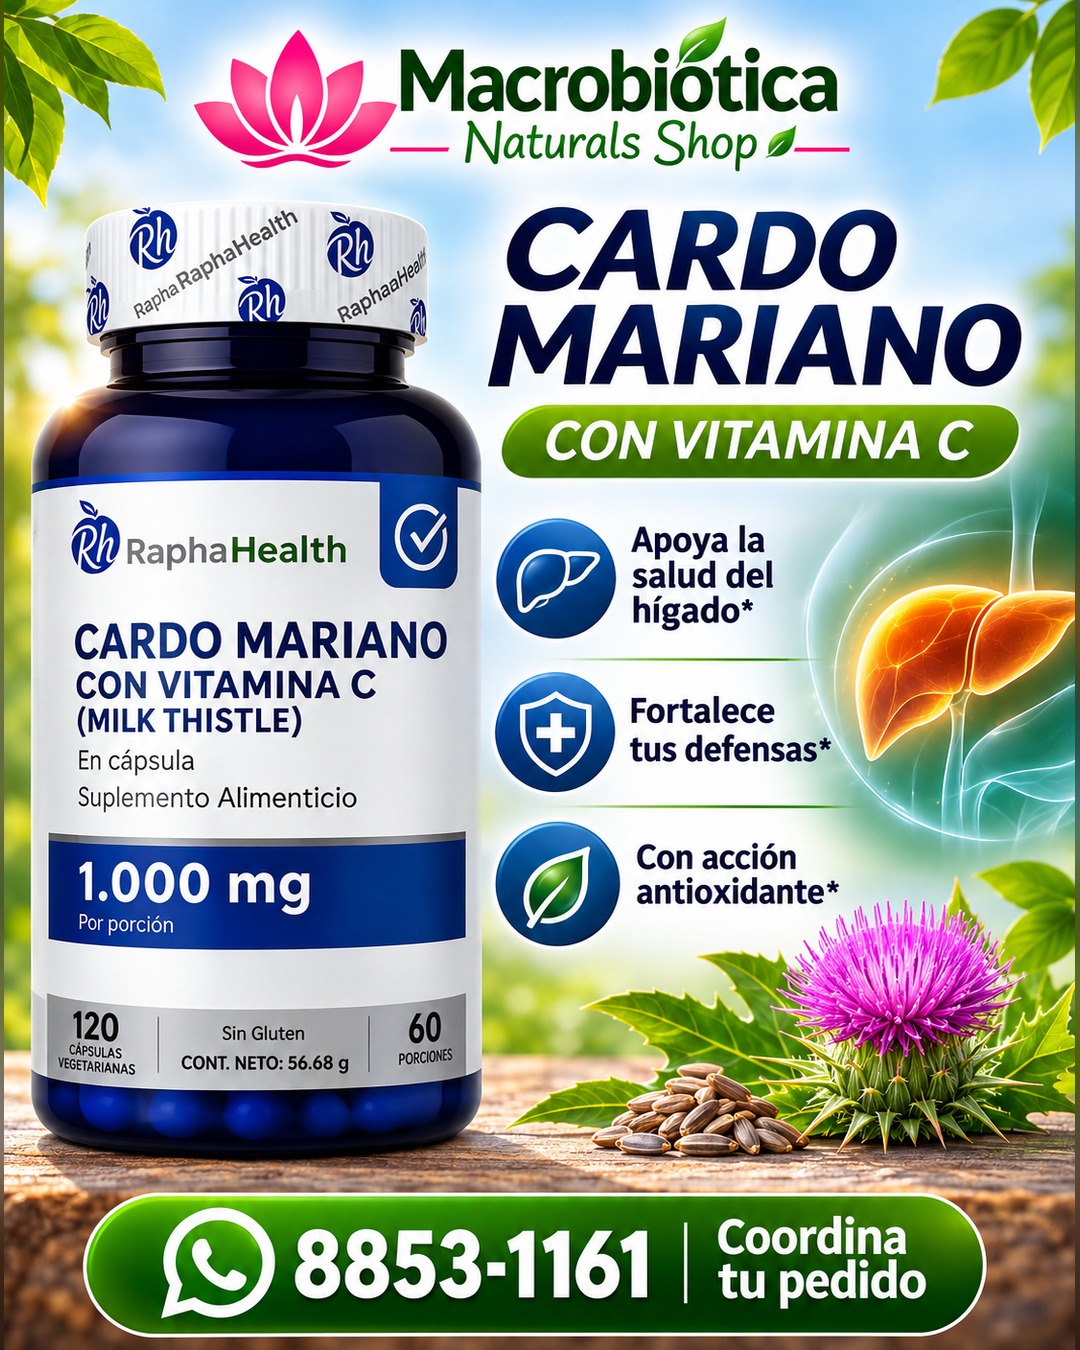 Macrobiótica
Naturals Shop
CARDO
MARIANO
CON VITAMINA C
Rh
RaphaHealth
Rh
Rh
Rh
RaphaHealth
CARDO MARIANO
CON VITAMINA C
(MILK THISTLE)
En cápsula
Suplemento Alimenticio
1.000 mg
Por porción
120
CÁPSULAS
VEGETARIANAS
Sin Gluten
CONT. NETO: 56.68 g
60
PORCIONES
Apoya la
salud del
hígado*
Fortalece
tus defensas*
Con acción
antioxidante*
8853-1161
Coordina
tu pedido